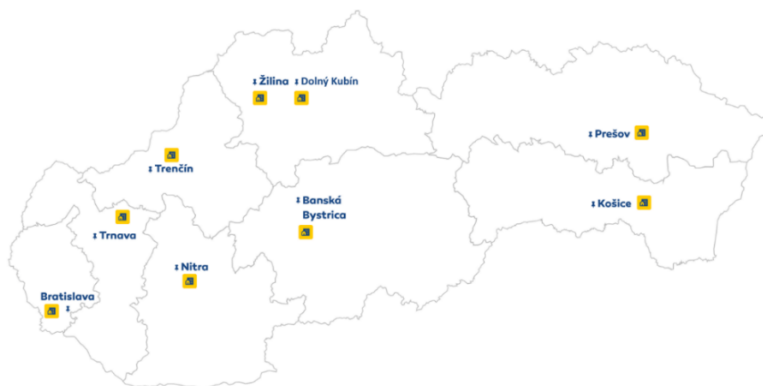 Žilina
Dolný Kubín
Prešov
Trenčín
Banská
Bystrica
Košice
Trnava
Nitra
Bratislava